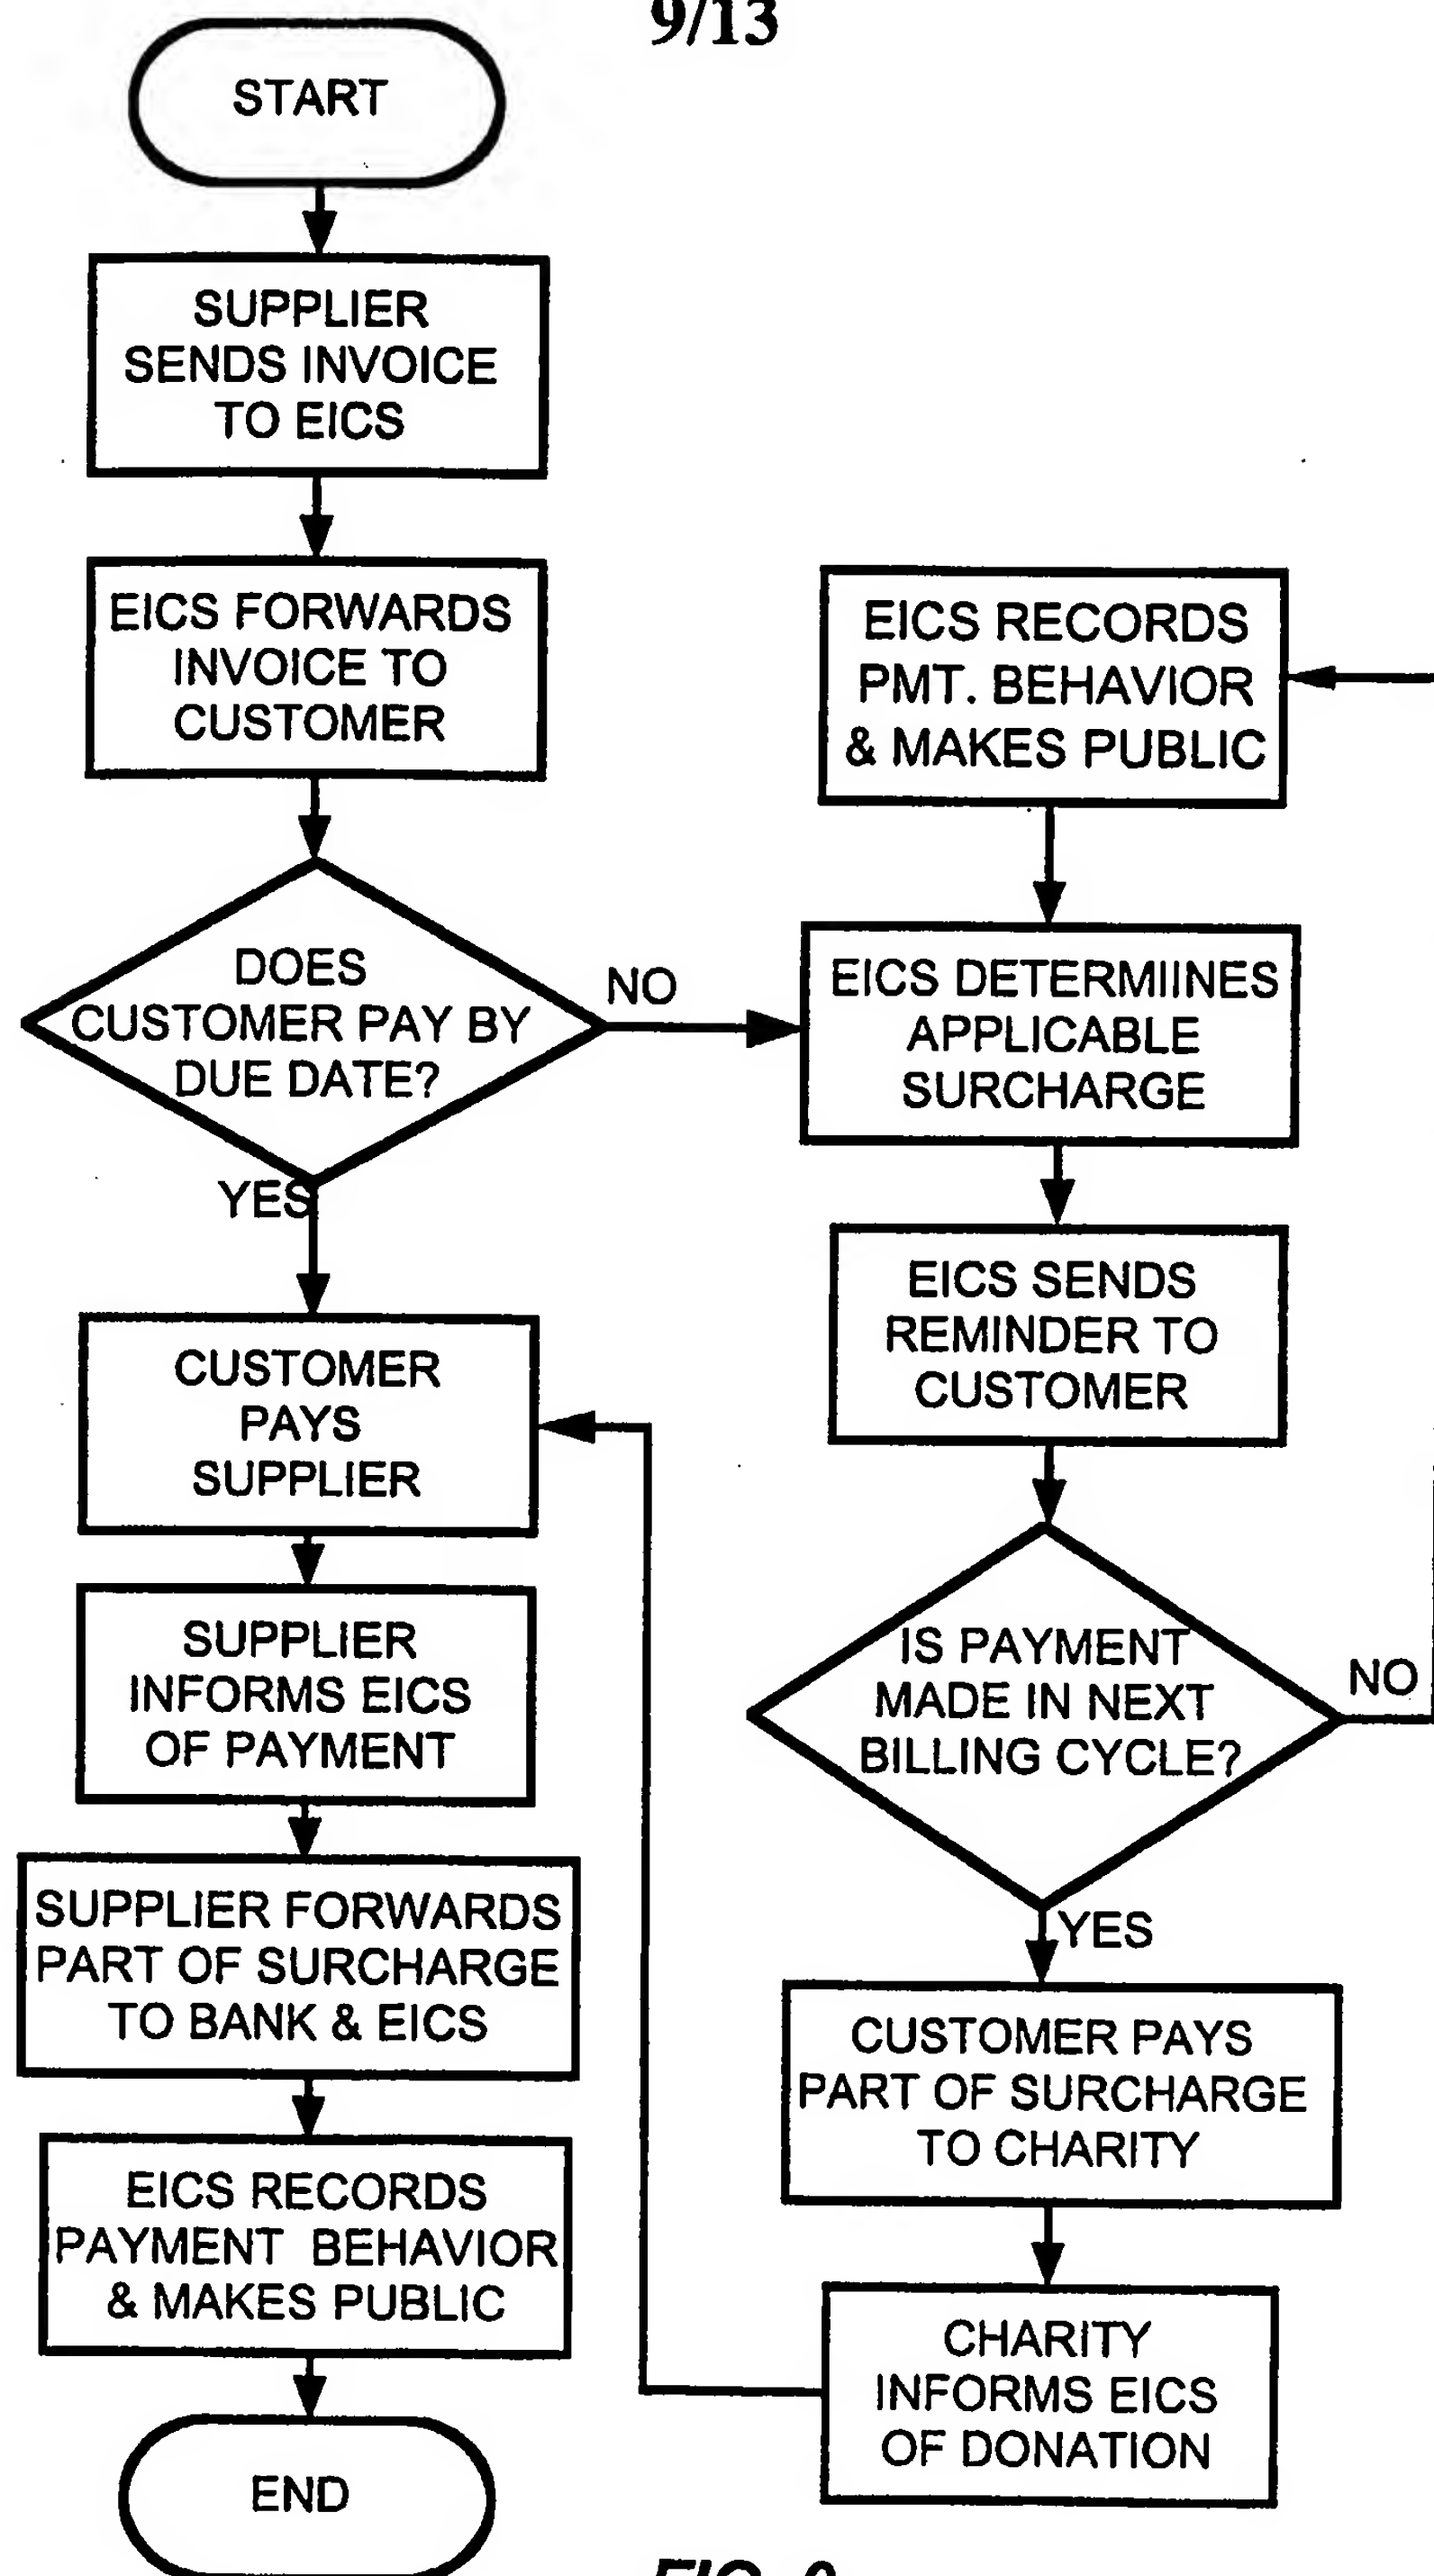 9/13
START
SUPPLIER
SENDS INVOICE
TO EICS
EICS FORWARDS
INVOICE TO
CUSTOMER
DOES
CUSTOMER PAY BY
DUE DATE?
NO
YES
CUSTOMER
PAYS
SUPPLIER
SUPPLIER
INFORMS EICS
OF PAYMENT
SUPPLIER FORWARDS
PART OF SURCHARGE
TO BANK & EICS
EICS RECORDS
PAYMENT BEHAVIOR
& MAKES PUBLIC
END
EICS RECORDS
PMT. BEHAVIOR
& MAKES PUBLIC
EICS DETERMIINES
APPLICABLE
SURCHARGE
EICS SENDS
REMINDER TO
CUSTOMER
IS PAYMENT
MADE IN NEXT
BILLING CYCLE?
NO
YES
CUSTOMER PAYS
PART OF SURCHARGE
TO CHARITY
CHARITY
INFORMS EICS
OF DONATION
FIG.